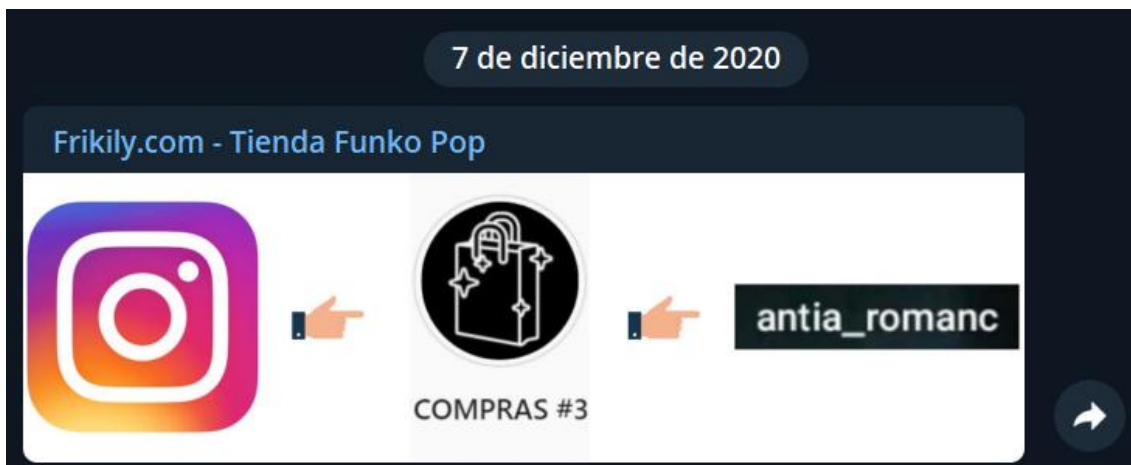 7 de diciembre de 2020
Frikily.com - Tienda Funko Pop
antia_romanc
COMPRAS #3